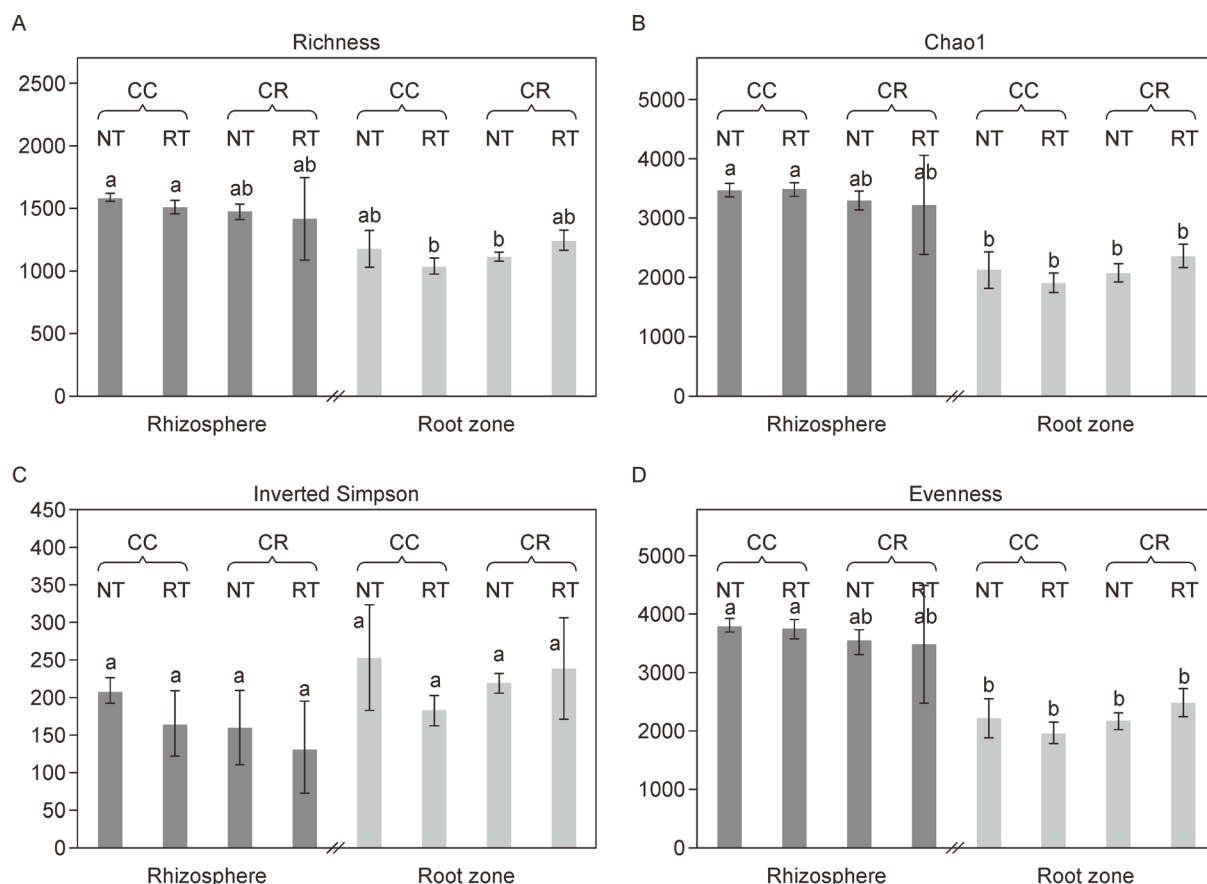 A
Richness
2500
2000
1500
1000
500
0
CC CR CC CR
NT RT NT RT NT RT NT RT
a a ab ab ab b b ab
Rhizosphere Root zone
B
Chao1
5000
4000
3000
2000
1000
0
CC CR CC CR
NT RT NT RT NT RT NT RT
a a ab ab b b b b
Rhizosphere Root zone
C
Inverted Simpson
450
400
350
300
250
200
150
100
50
0
CC CR CC CR
NT RT NT RT NT RT NT RT
a a a a a a a a
Rhizosphere Root zone
D
Evenness
5000
4000
3000
2000
1000
0
CC CR CC CR
NT RT NT RT NT RT NT RT
a a ab ab b b b b
Rhizosphere Root zone